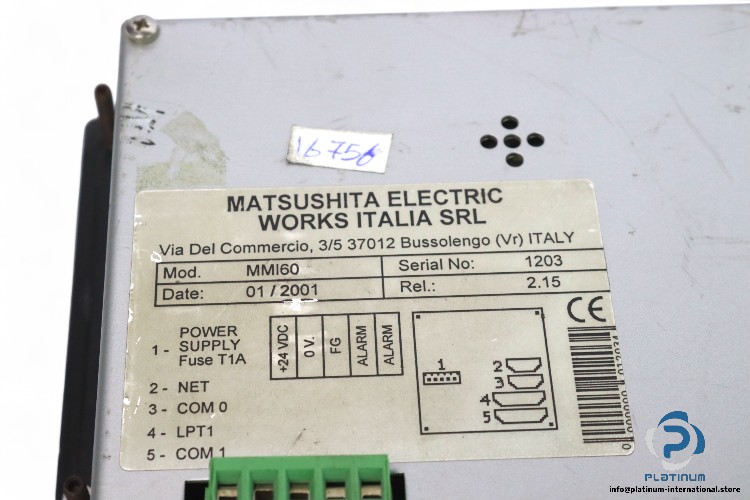 16756
MATSUSHITA ELECTRIC
WORKS ITALIA SRL
Via Del Commercio, 3/5 37012 Bussolengo (Vr) ITALY
Mod. MMI60 Serial No: 1203
Date: 01 / 2001 Rel.: 2.15
CE
1 - POWER
SUPPLY
Fuse T1A
2 - NET
3 - COM 0
4 - LPT1
5 - COM 1
+24 VDC
0 V.
FG
ALARM
ALARM
1
2
3
4
5
PLATINUM
INTERNATIONAL
info@platinum-international.store